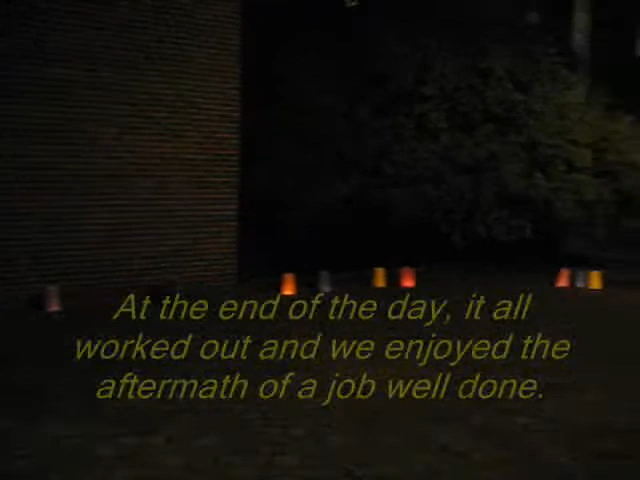 At the end of the day, it all
worked out and we enjoyed the
aftermath of a job well done.